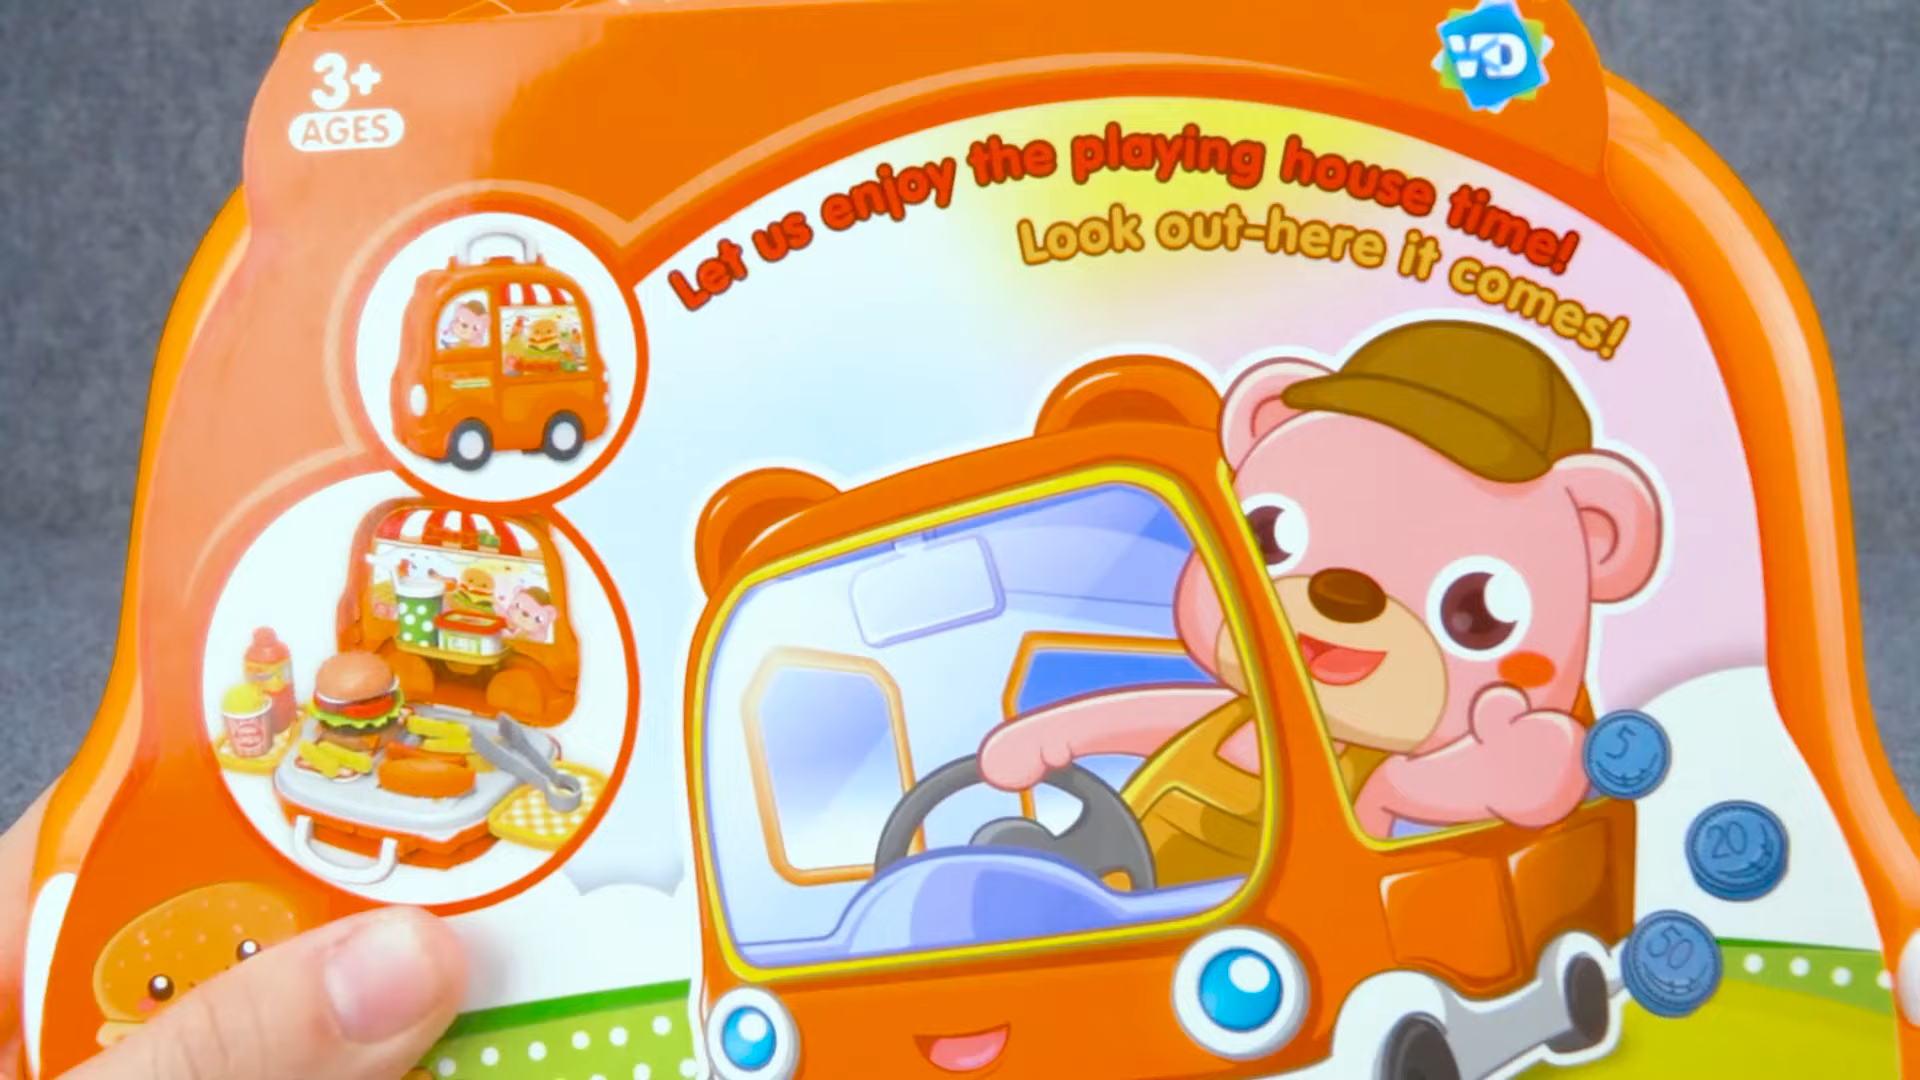 3+
AGES
YD
Let us enjoy the playing house time!
Look out-here it comes!
5
20
50